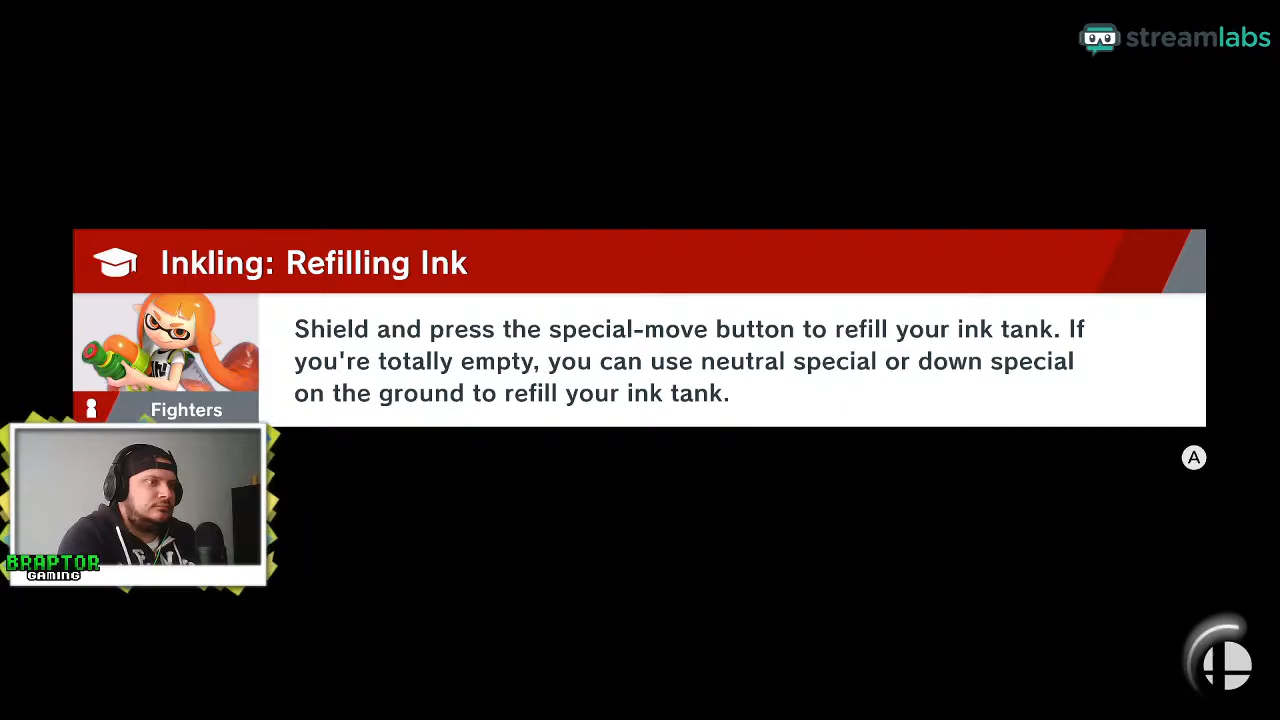 streamlabs
Inkling: Refilling Ink
Shield and press the special-move button to refill your ink tank. If
you're totally empty, you can use neutral special or down special
on the ground to refill your ink tank.
Fighters
A
BRAPTOR
GAMING